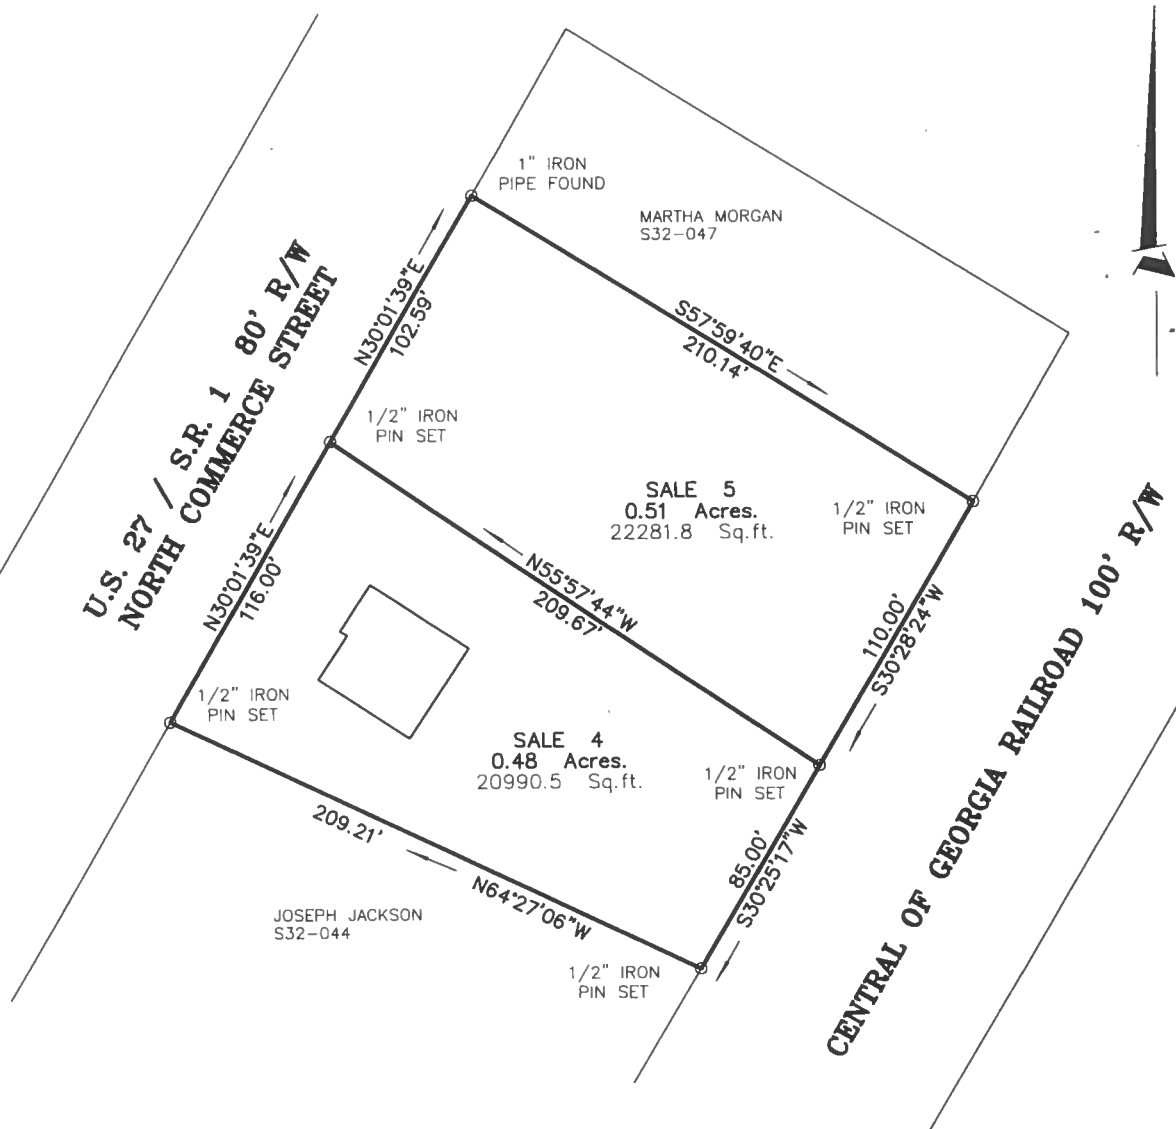 1" IRON
PIPE FOUND
MARTHA MORGAN
S32-047
U.S. 27 / S.R. 1 80' R/W
NORTH COMMERCE STREET
N30°01'39"E
102.59'
S57°59'40"E
210.14'
1/2" IRON
PIN SET
SALE 5
0.51 Acres.
22281.8 Sq.ft.
1/2" IRON
PIN SET
N30°01'39"E
116.00'
N55°57'44"W
209.67'
110.00'
S30°28'24"W
CENTRAL OF GEORGIA RAILROAD 100' R/W
1/2" IRON
PIN SET
SALE 4
0.48 Acres.
20990.5 Sq.ft.
1/2" IRON
PIN SET
209.21'
N64°27'06"W
85.00'
S30°25'17"W
JOSEPH JACKSON
S32-044
1/2" IRON
PIN SET